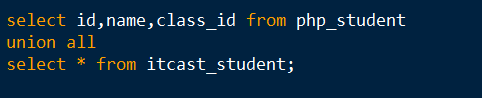 select id,name,class_id from php_student
union all
select * from itcast_student;